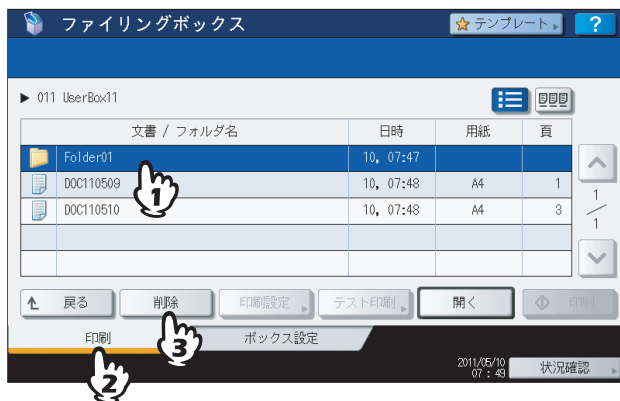 ファイリングボックス
テンプレート
?
011 UserBox11
文書 / フォルダ名 日時 用紙 頁
Folder01 10, 07:47
DOC110509 10, 07:48 A4 1
DOC110510 10, 07:48 A4 3
1
1
戻る 削除 印刷設定 テスト印刷 開く 印刷
印刷 ボックス設定
2011/05/10
07 : 49
状況確認
1
2
3